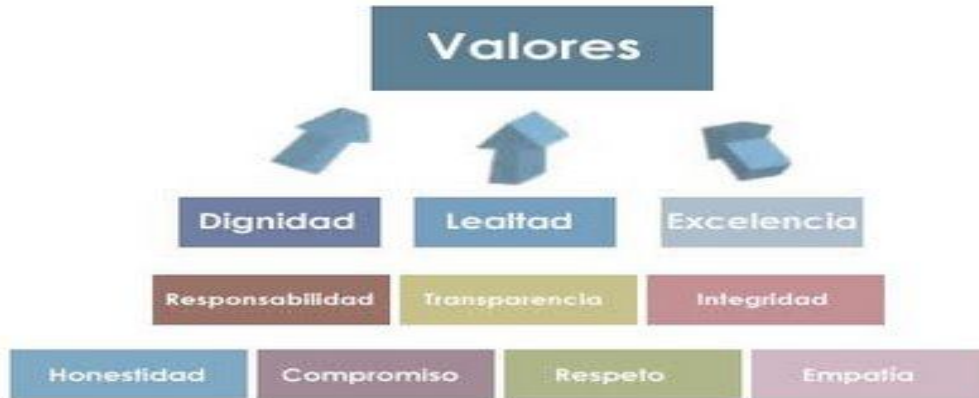 Valores
Dignidad Lealtad Excelencia
Responsabilidad Transparencia Integridad
Honestidad Compromiso Respeto Empatía